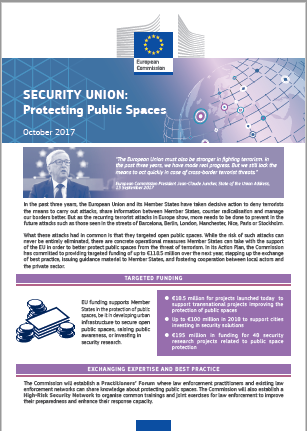 European
Commission
SECURITY UNION:
Protecting Public Spaces
October 2017
"The European Union must also be stronger in fighting terrorism. In
the past three years, we have made real progress. But we still lack
the means to act quickly in case of cross-border terrorist threats."
European Commission President Jean-Claude Juncker, State of the Union Address,
13 September 2017
In the past three years, the European Union and its Member States have taken decisive action to deny terrorists
the means to carry out attacks, share information between Member States, counter radicalisation and manage
our borders better. But as the recurring terrorist attacks in Europe show, more needs to be done to prevent in the
future attacks such as those seen in the streets of Barcelona, Berlin, London, Manchester, Nice, Paris or Stockholm.
What these attacks had in common is that they targeted open public spaces. While the risk of such attacks can
never be entirely eliminated, there are concrete operational measures Member States can take with the support
of the EU in order to better protect public spaces from the threat of terrorism. In its Action Plan, the Commission
has committed to providing targeted funding of up to €118.5 million over the next year, stepping up the exchange
of best practice, issuing guidance material to Member States, and fostering cooperation between local actors and
the private sector.
TARGETED FUNDING
EU funding supports Member
States in the protection of public
spaces, be it in developing urban
infrastructure to secure open
public spaces, raising public
awareness, or investing in
security research.
€18.5 million for projects launched today to
support transnational projects improving the
protection of public spaces
Up to €100 million in 2018 to support cities
investing in security solutions
€195 million in funding for 48 security
research projects related to public space
protection
EXCHANGING EXPERTISE AND BEST PRACTICE
The Commission will establish a Practitioners' Forum where law enforcement practitioners and existing law
enforcement networks can share knowledge about protecting public spaces. The Commission will also establish a
High-Risk Security Network to organise common trainings and joint exercises for law enforcement to improve
their preparedness and enhance their response capacity.